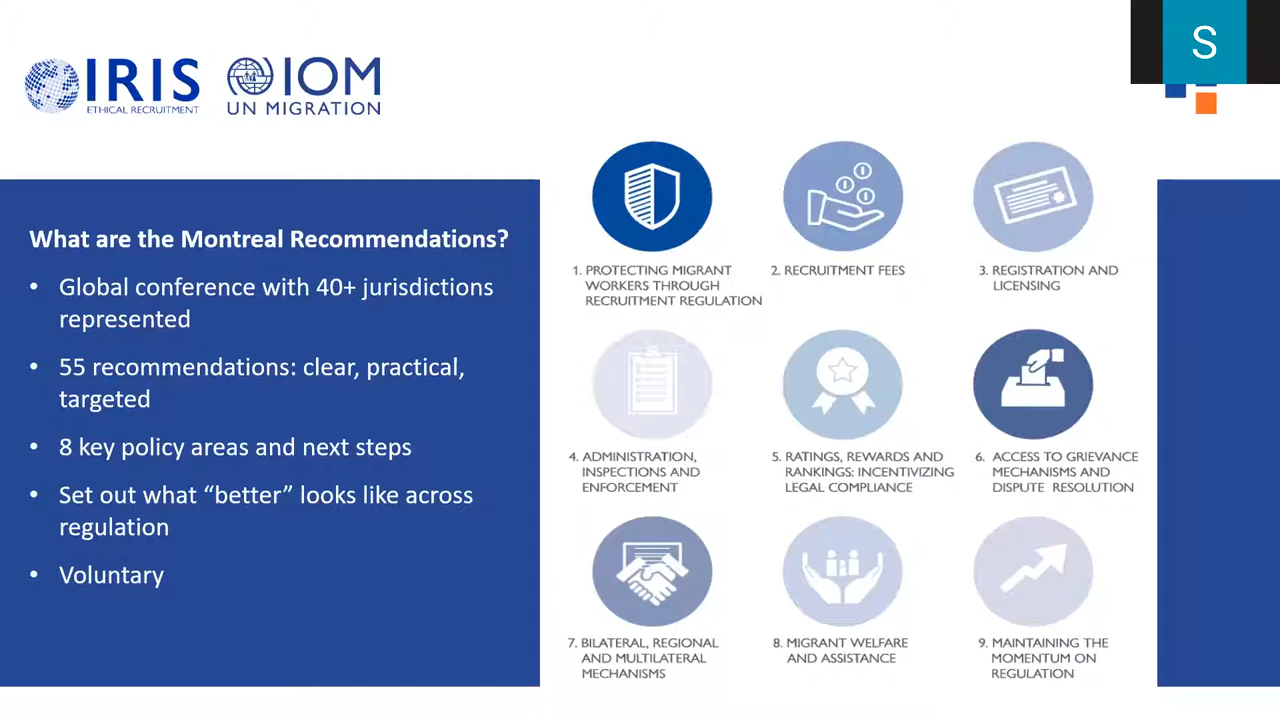 IRIS
ETHICAL RECRUITMENT
IOM
UN MIGRATION
S
What are the Montreal Recommendations?
• Global conference with 40+ jurisdictions
represented
• 55 recommendations: clear, practical,
targeted
• 8 key policy areas and next steps
• Set out what “better” looks like across
regulation
• Voluntary
1. PROTECTING MIGRANT
WORKERS THROUGH
RECRUITMENT REGULATION
2. RECRUITMENT FEES
3. REGISTRATION AND
LICENSING
4. ADMINISTRATION,
INSPECTIONS AND
ENFORCEMENT
5. RATINGS, REWARDS AND
RANKINGS: INCENTIVIZING
LEGAL COMPLIANCE
6. ACCESS TO GRIEVANCE
MECHANISMS AND
DISPUTE RESOLUTION
7. BILATERAL, REGIONAL
AND MULTILATERAL
MECHANISMS
8. MIGRANT WELFARE
AND ASSISTANCE
9. MAINTAINING THE
MOMENTUM ON
REGULATION